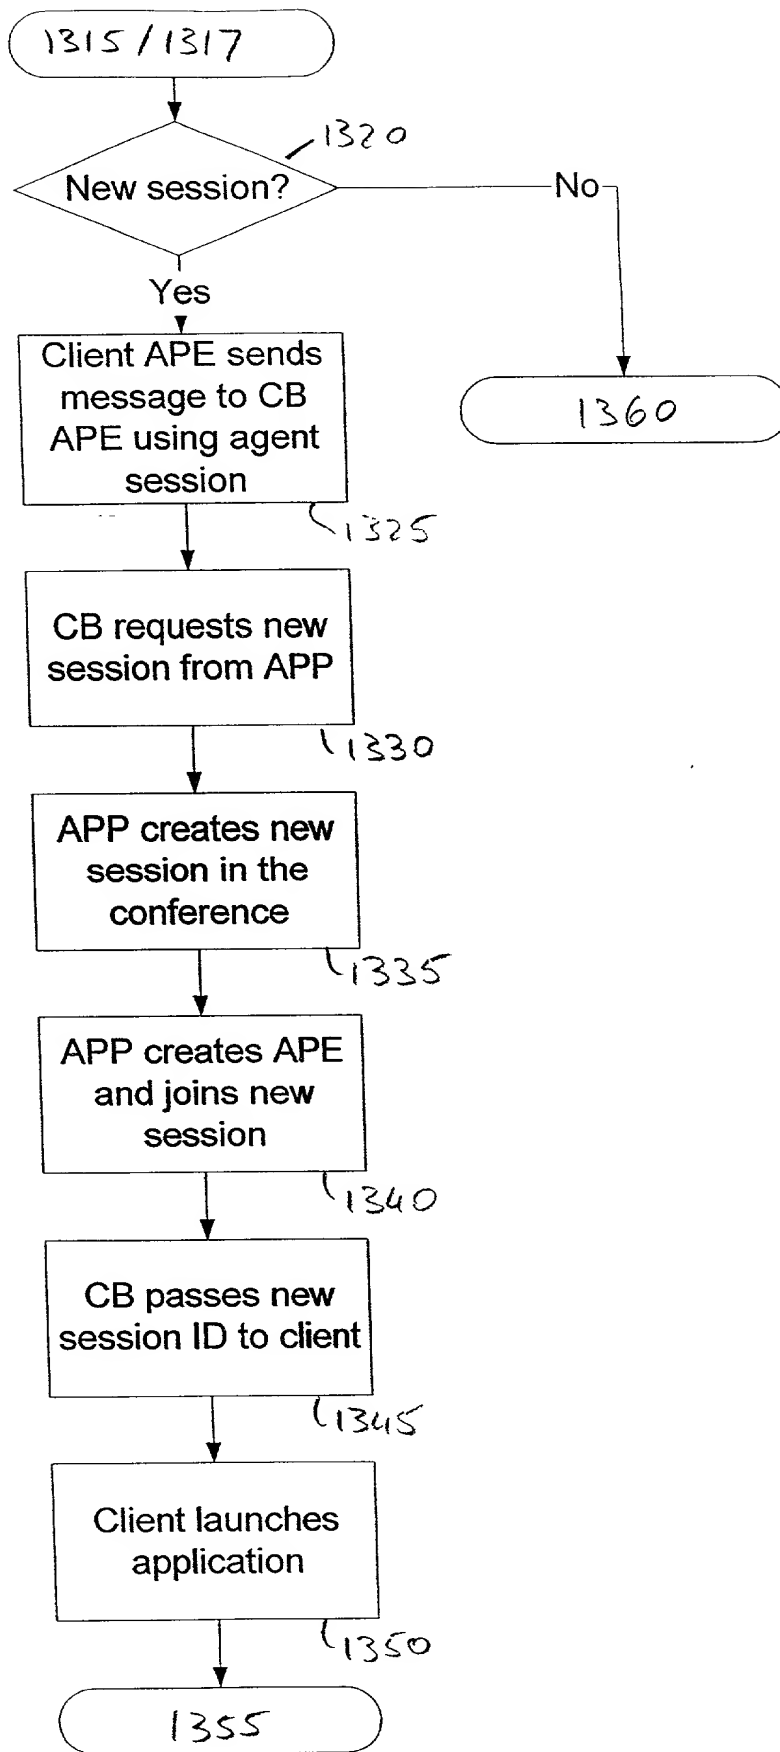 1315 / 1317
1320
New session?
No
Yes
Client APE sends
message to CB
APE using agent
session
1360
1325
CB requests new
session from APP
1330
APP creates new
session in the
conference
1335
APP creates APE
and joins new
session
1340
CB passes new
session ID to client
1345
Client launches
application
1350
1355